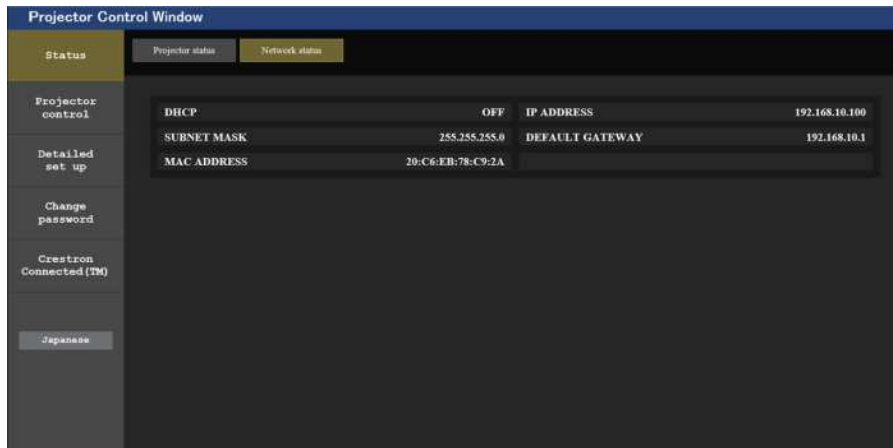 Projector Control Window
Status
Projector status
Network status
Projector
control
Detailed
set up
Change
password
Crestron
Connected(TM)
Japanese
DHCP OFF IP ADDRESS 192.168.10.100
SUBNET MASK 255.255.255.0 DEFAULT GATEWAY 192.168.10.1
MAC ADDRESS 20:C6:EB:78:C9:2A